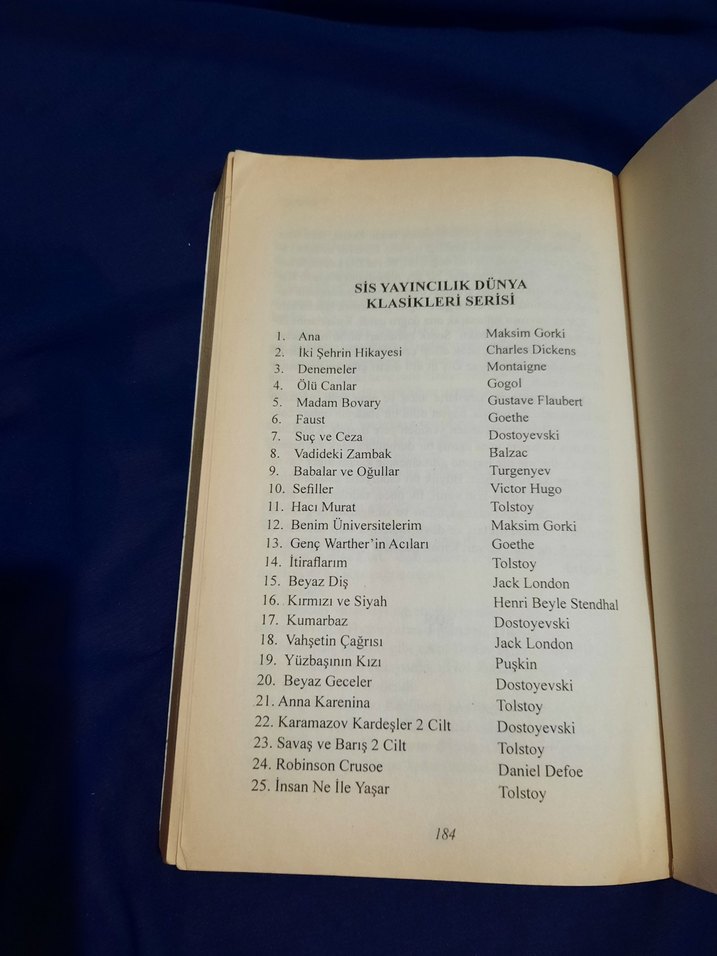 SİS YAYINCILIK DÜNYA
KLASİKLERİ SERİSİ
1. Ana Maksim Gorki
2. İki Şehrin Hikayesi Charles Dickens
3. Denemeler Montaigne
4. Ölü Canlar Gogol
5. Madam Bovary Gustave Flaubert
6. Faust Goethe
7. Suç ve Ceza Dostoyevski
8. Vadideki Zambak Balzac
9. Babalar ve Oğullar Turgenyev
10. Sefiller Victor Hugo
11. Hacı Murat Tolstoy
12. Benim Üniversitelerim Maksim Gorki
13. Genç Warther'in Acıları Goethe
14. İtiraflarım Tolstoy
15. Beyaz Diş Jack London
16. Kırmızı ve Siyah Henri Beyle Stendhal
17. Kumarbaz Dostoyevski
18. Vahşetin Çağrısı Jack London
19. Yüzbaşının Kızı Puşkin
20. Beyaz Geceler Dostoyevski
21. Anna Karenina Tolstoy
22. Karamazov Kardeşler 2 Cilt Dostoyevski
23. Savaş ve Barış 2 Cilt Tolstoy
24. Robinson Crusoe Daniel Defoe
25. İnsan Ne İle Yaşar Tolstoy
184